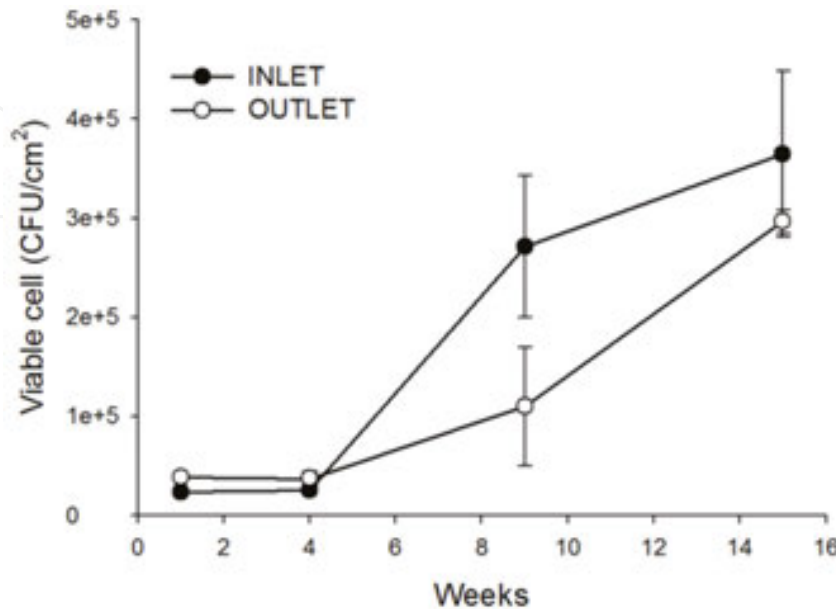 5e+5
4e+5
3e+5
2e+5
1e+5
0
Viable cell (CFU/cm²)
INLET
OUTLET
0 2 4 6 8 10 12 14 16
Weeks